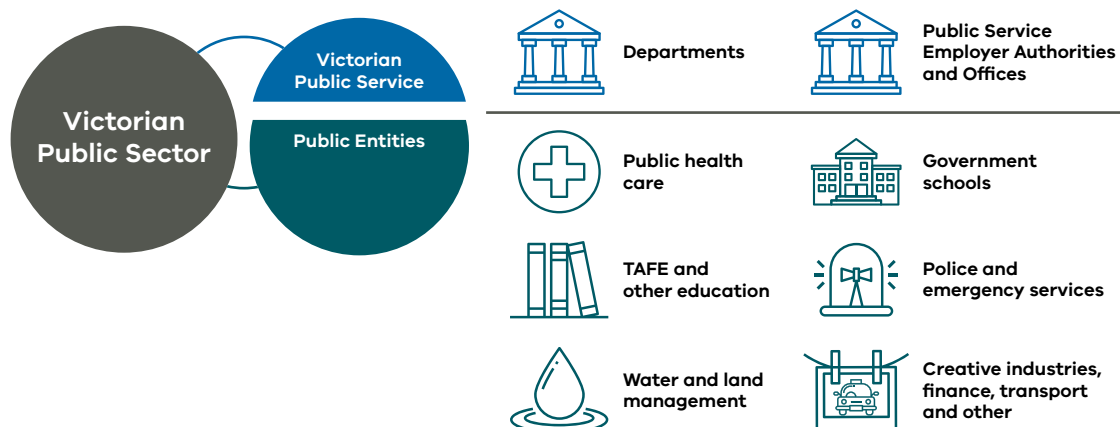 Victorian
Public Sector
Victorian
Public Service
Public Entities
Departments
Public Service
Employer Authorities
and Offices
Public health
care
Government
schools
TAFE and
other education
Police and
emergency services
Water and land
management
Creative industries,
finance, transport
and other